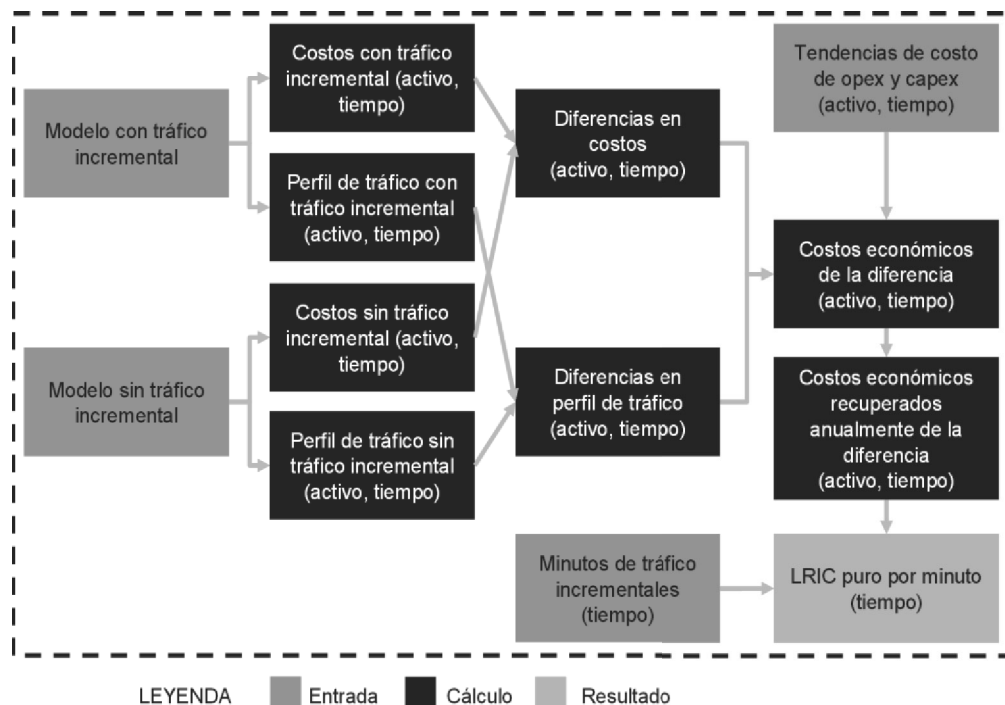 Modelo con tráfico
incremental
Modelo sin tráfico
incremental
Costos con tráfico
incremental (activo,
tiempo)
Perfil de tráfico con
tráfico incremental
(activo, tiempo)
Costos sin tráfico
incremental (activo,
tiempo)
Perfil de tráfico sin
tráfico incremental
(activo, tiempo)
Diferencias en
costos
(activo, tiempo)
Diferencias en
perfil de tráfico
(activo, tiempo)
Minutos de tráfico
incrementales
(tiempo)
Tendencias de costo
de opex y capex
(activo, tiempo)
Costos económicos
de la diferencia
(activo, tiempo)
Costos económicos
recuperados
anualmente de la
diferencia
(activo, tiempo)
LRIC puro por minuto
(tiempo)
LEYENDA
Entrada
Cálculo
Resultado